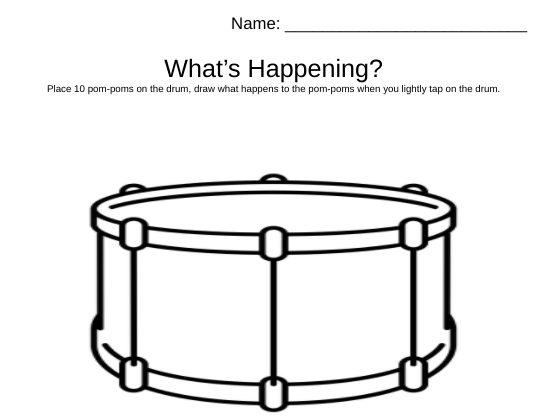 Name: __________________________
What’s Happening?
Place 10 pom-poms on the drum, draw what happens to the pom-poms when you lightly tap on the drum.